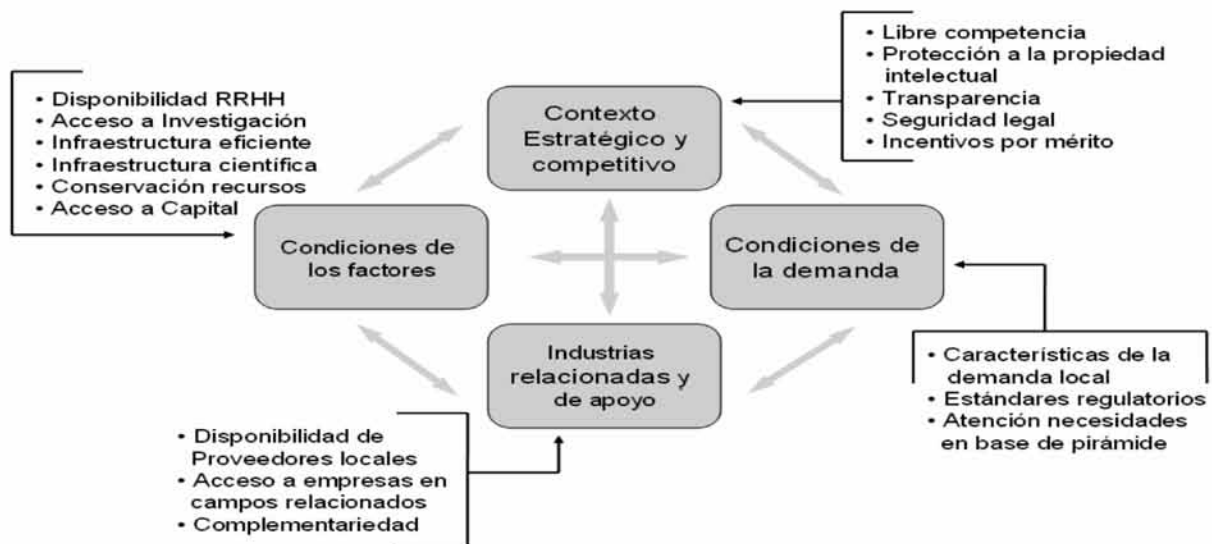 • Libre competencia
• Protección a la propiedad
intelectual
• Transparencia
• Seguridad legal
• Incentivos por mérito
• Disponibilidad RRHH
• Acceso a Investigación
• Infraestructura eficiente
• Infraestructura científica
• Conservación recursos
• Acceso a Capital
Contexto
Estratégico y
competitivo
Condiciones de
los factores
Condiciones de
la demanda
Industrias
relacionadas y
de apoyo
• Características de la
demanda local
• Estándares regulatorios
• Atención necesidades
en base de pirámide
• Disponibilidad de
Proveedores locales
• Acceso a empresas en
campos relacionados
• Complementariedad